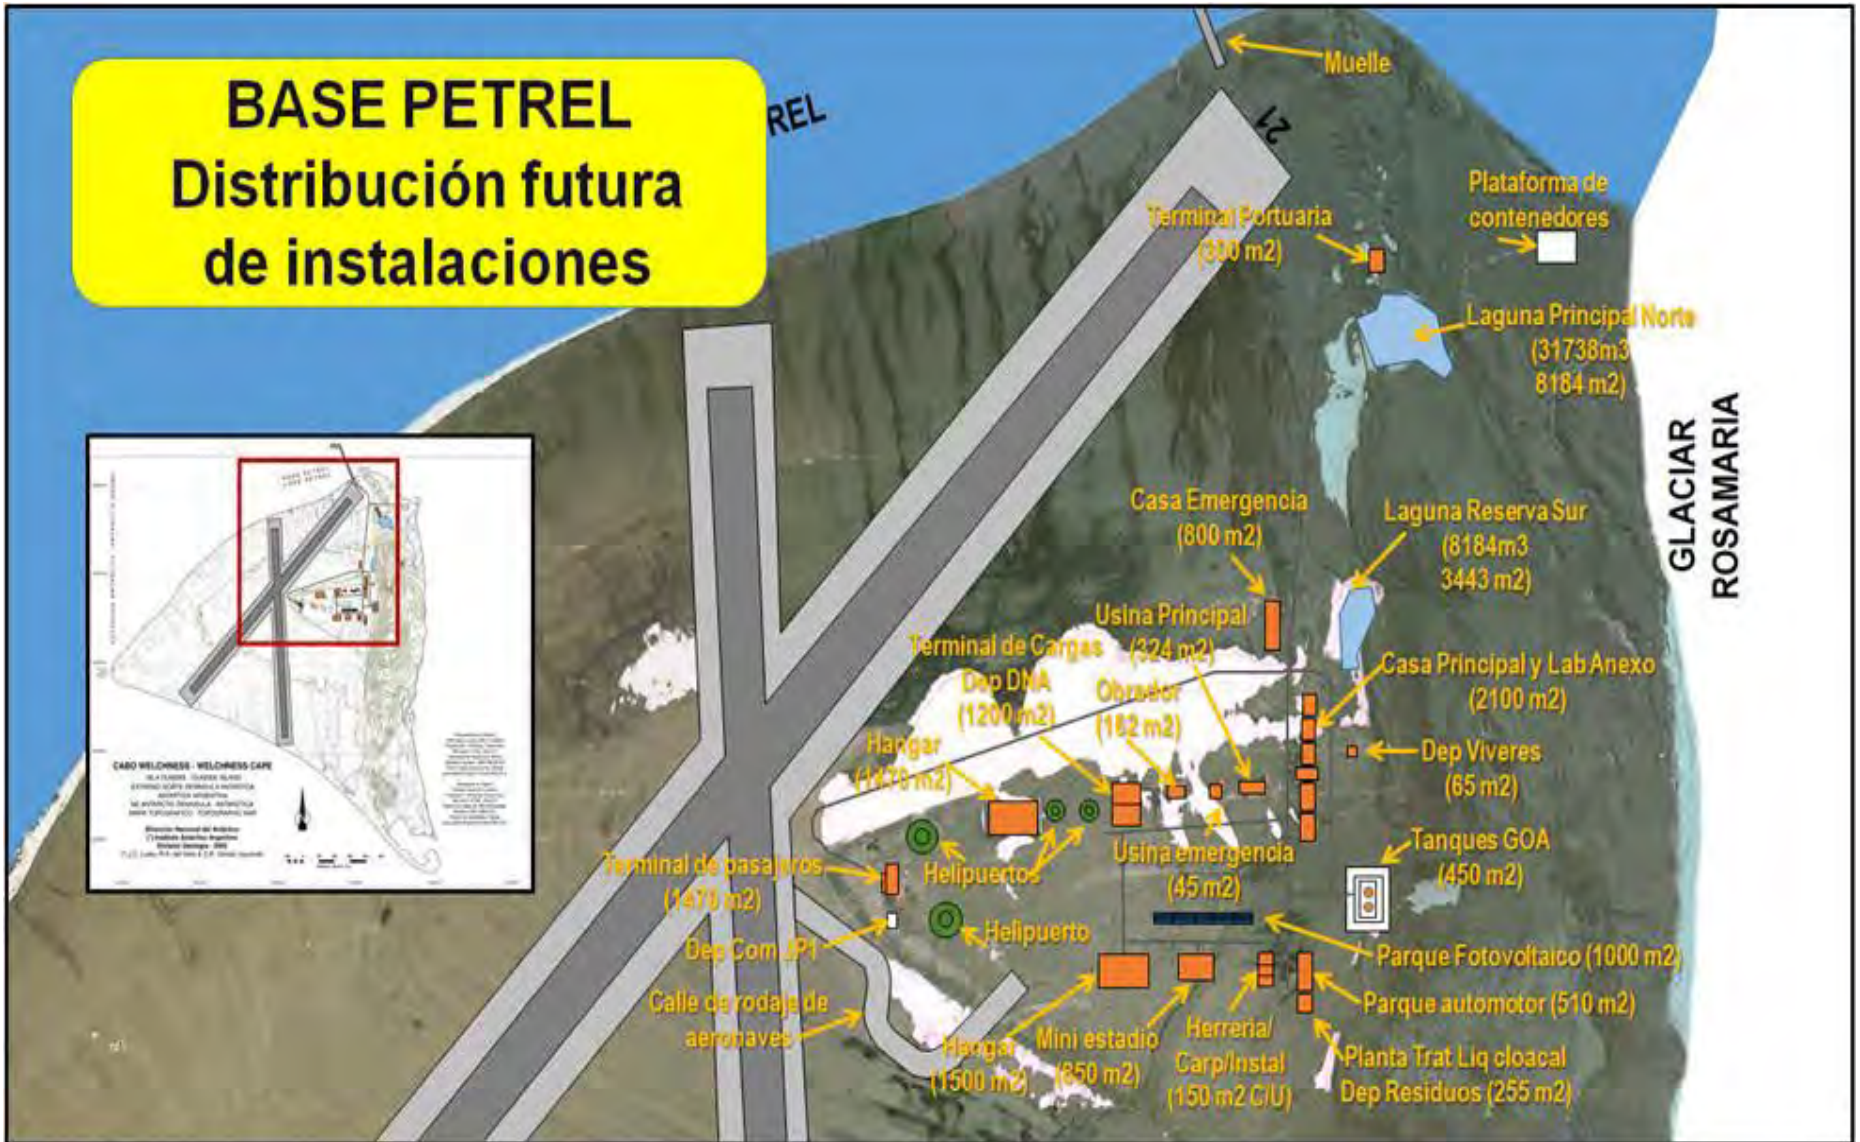 BASE PETREL
Distribución futura
de instalaciones
REL
21
Muelle
Plataforma de
contenedores
Terminal Portuaria
(300 m2)
Laguna Principal Norte
(31738m3
8184 m2)
GLACIAR
ROSAMARIA
Casa Emergencia
(800 m2)
Laguna Reserva Sur
(8184m3
3443 m2)
Usina Principal
(324 m2)
Terminal de Cargas
Dep DNA
(1200 m2)
Obrador
(162 m2)
Casa Principal y Lab Anexo
(2100 m2)
Hangar
(1470 m2)
Dep Viveres
(65 m2)
Tanques GOA
(450 m2)
Usina emergencia
(45 m2)
Terminal de pasajeros
(1478 m2)
Helipuertos
Helipuerto
Dep Com JP1
Parque Fotovoltaico (1000 m2)
Parque automotor (510 m2)
Calle de rodaje de
aeronaves
Hangar
(1500 m2)
Mini estadio
(850 m2)
Herreria/
Carp/Instal
(150 m2 C/U)
Planta Trat Liq cloacal
Dep Residuos (255 m2)
CABO WELCHNESS - WELCHNESS CAPE